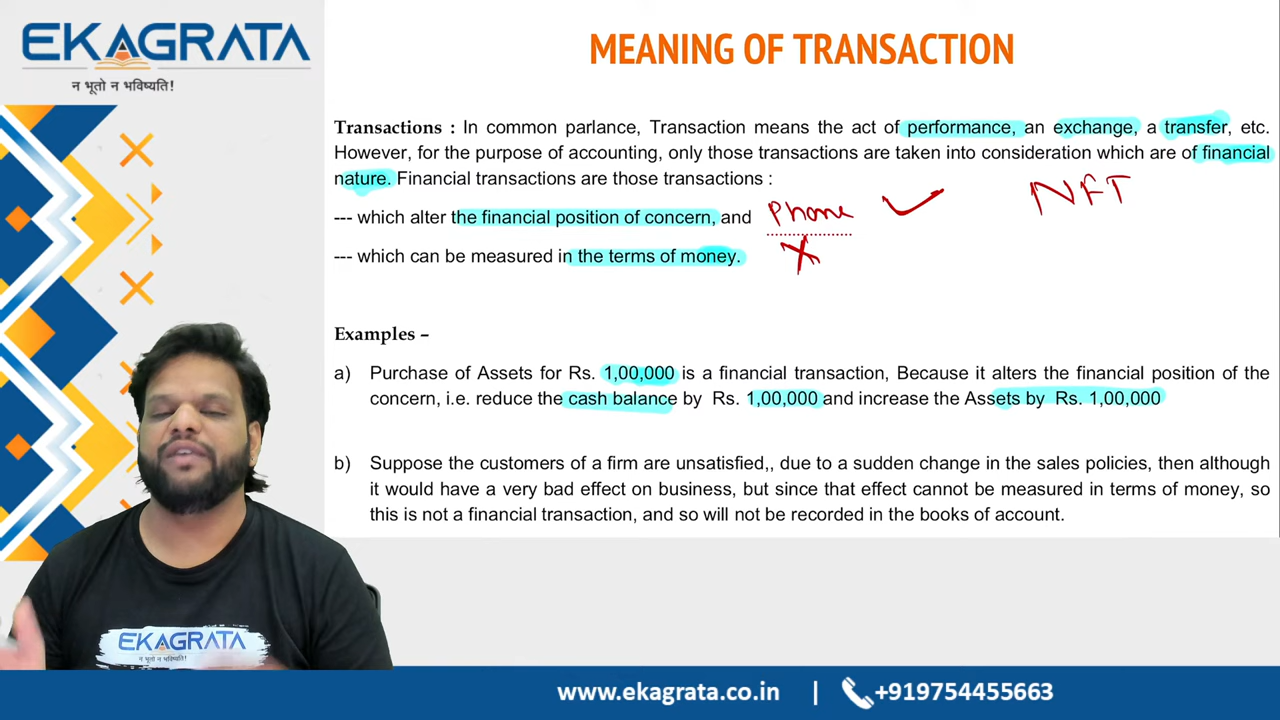 EKAGRATA
न भूतो न भविष्यति!
MEANING OF TRANSACTION
Transactions : In common parlance, Transaction means the act of performance, an exchange, a transfer, etc.
However, for the purpose of accounting, only those transactions are taken into consideration which are of financial
nature. Financial transactions are those transactions :
NFT
--- which alter the financial position of concern, and Phone
--- which can be measured in the terms of money.
Examples –
a) Purchase of Assets for Rs. 1,00,000 is a financial transaction, Because it alters the financial position of the
concern, i.e. reduce the cash balance by Rs. 1,00,000 and increase the Assets by Rs. 1,00,000
b) Suppose the customers of a firm are unsatisfied,, due to a sudden change in the sales policies, then although
it would have a very bad effect on business, but since that effect cannot be measured in terms of money, so
this is not a financial transaction, and so will not be recorded in the books of account.
EKAGRATA
न भूतो न भविष्यति!
www.ekagrata.co.in | +919754455663